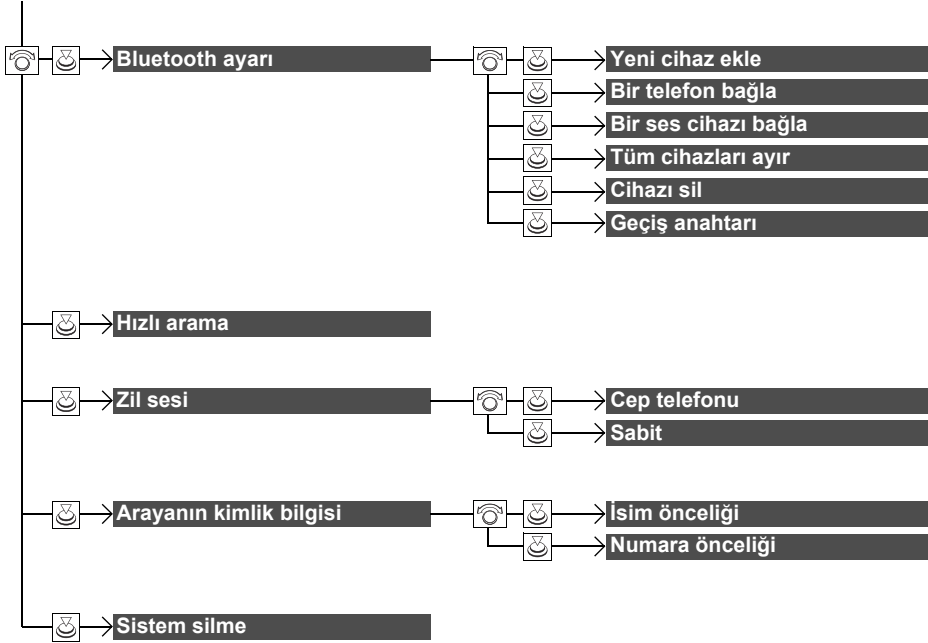 Bluetooth ayarı
Yeni cihaz ekle
Bir telefon bağla
Bir ses cihazı bağla
Tüm cihazları ayır
Cihazı sil
Geçiş anahtarı
Hızlı arama
Zil sesi
Cep telefonu
Sabit
Arayanın kimlik bilgisi
İsim önceliği
Numara önceliği
Sistem silme